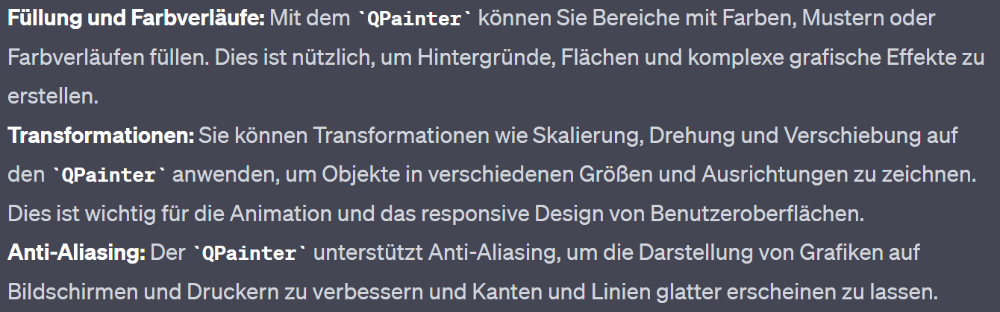 Füllung und Farbverläufe: Mit dem `QPainter` können Sie Bereiche mit Farben, Mustern oder
Farbverläufen füllen. Dies ist nützlich, um Hintergründe, Flächen und komplexe grafische Effekte zu
erstellen.
Transformationen: Sie können Transformationen wie Skalierung, Drehung und Verschiebung auf
den `QPainter` anwenden, um Objekte in verschiedenen Größen und Ausrichtungen zu zeichnen.
Dies ist wichtig für die Animation und das responsive Design von Benutzeroberflächen.
Anti-Aliasing: Der `QPainter` unterstützt Anti-Aliasing, um die Darstellung von Grafiken auf
Bildschirmen und Druckern zu verbessern und Kanten und Linien glatter erscheinen zu lassen.